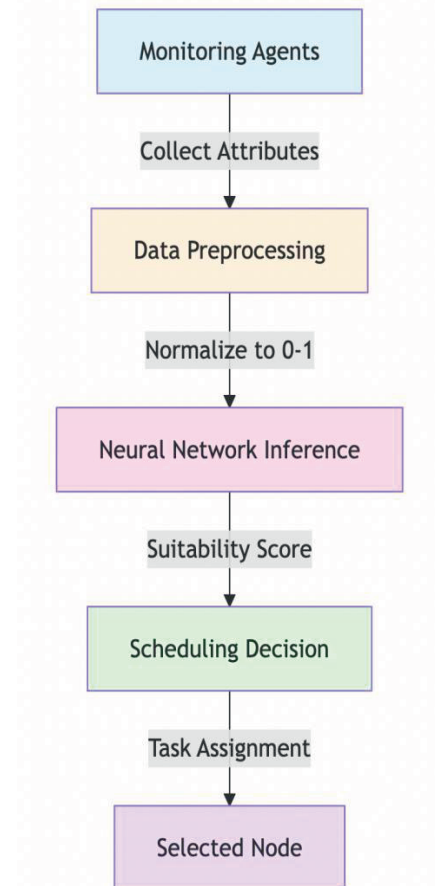 Monitoring Agents
Collect Attributes
Data Preprocessing
Normalize to 0-1
Neural Network Inference
Suitability Score
Scheduling Decision
Task Assignment
Selected Node